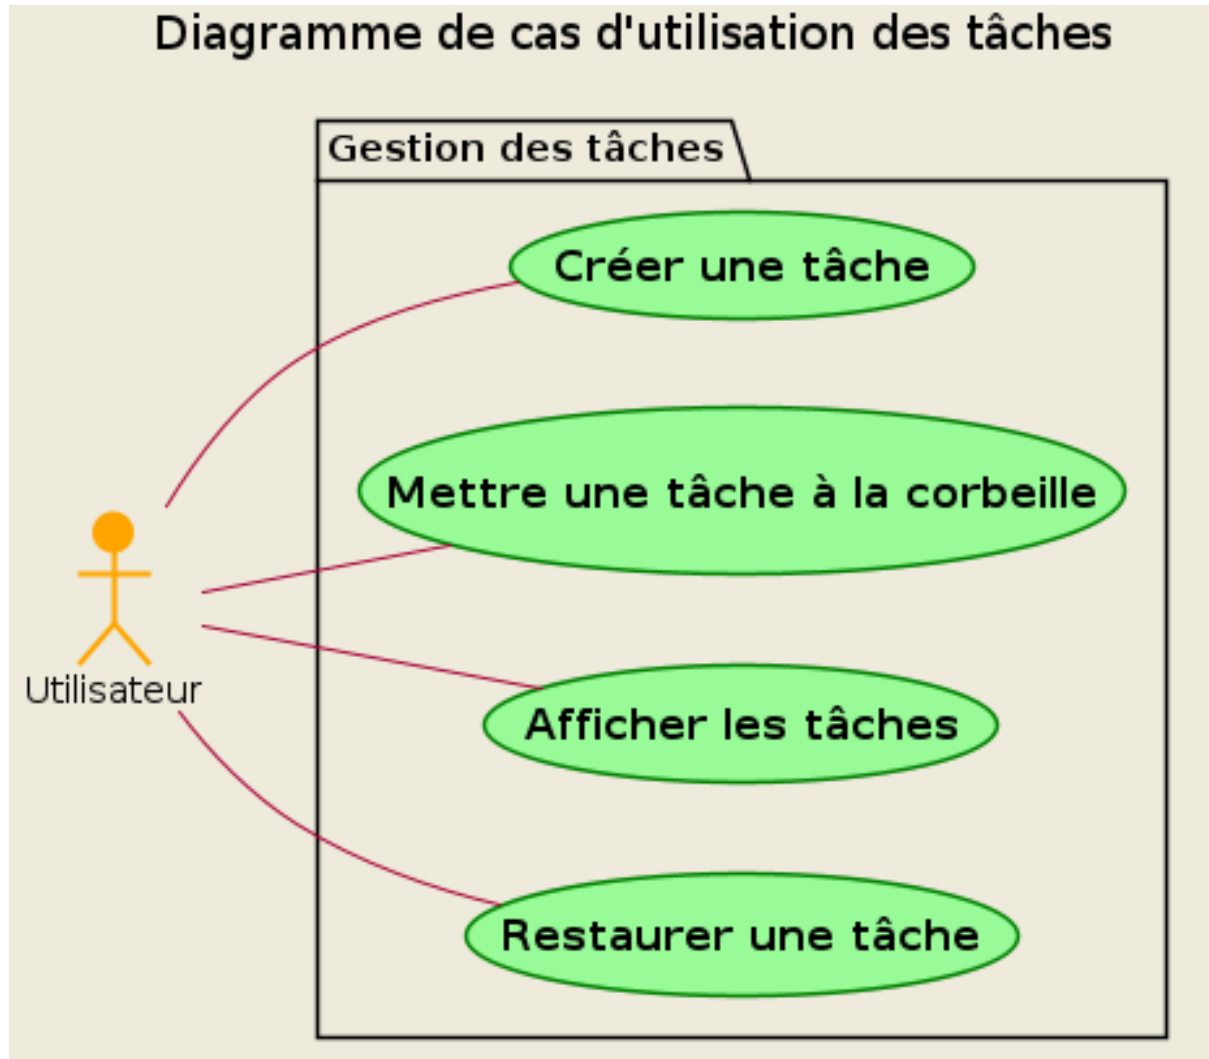 Diagramme de cas d'utilisation des tâches
Gestion des tâches
Créer une tâche
Mettre une tâche à la corbeille
Utilisateur
Afficher les tâches
Restaurer une tâche